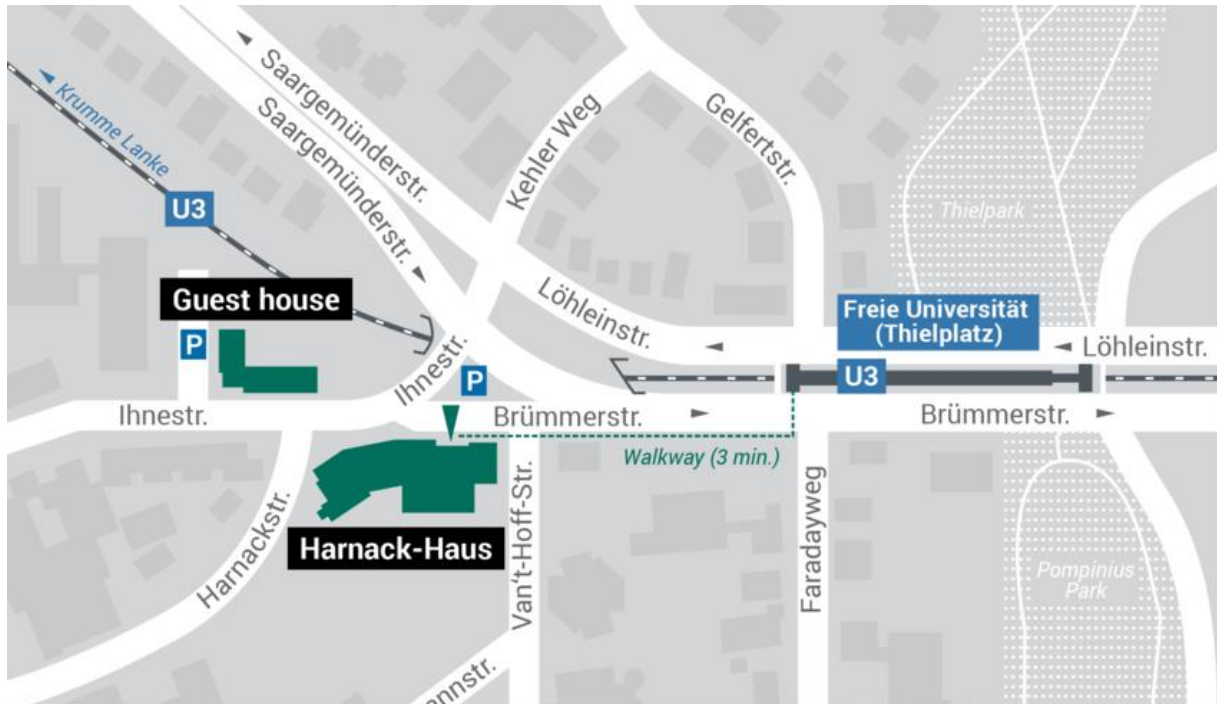 Saargemünderstr.
Saargemünderstr.
Krumme Lanke
U3
Kehler Weg
Gelfertstr.
Thielpark
Guest house
P
Löhleinstr.
Freie Universität
(Thielplatz)
U3
Löhleinstr.
Ihnestr.
P
Ihnestr.
Brümmerstr.
Brümmerstr.
Walkway (3 min.)
Harnackstr.
Harnack-Haus
Van't-Hoff-Str.
Faradayweg
Pompinius
Park
annstr.